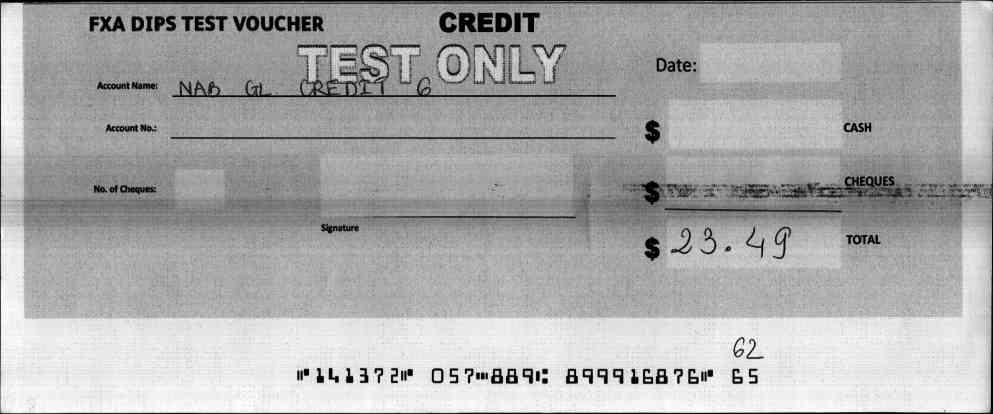 FXA DIPS TEST VOUCHER CREDIT
TEST ONLY
Date:
Account Name: NAB GL. CREDIT 6
Account No.:
$ CASH
No. of Cheques:
$ CHEQUES
Signature
$ 23.49 TOTAL
62
⑈141372⑈ 057⑉889⑆ 899916876⑈ 65